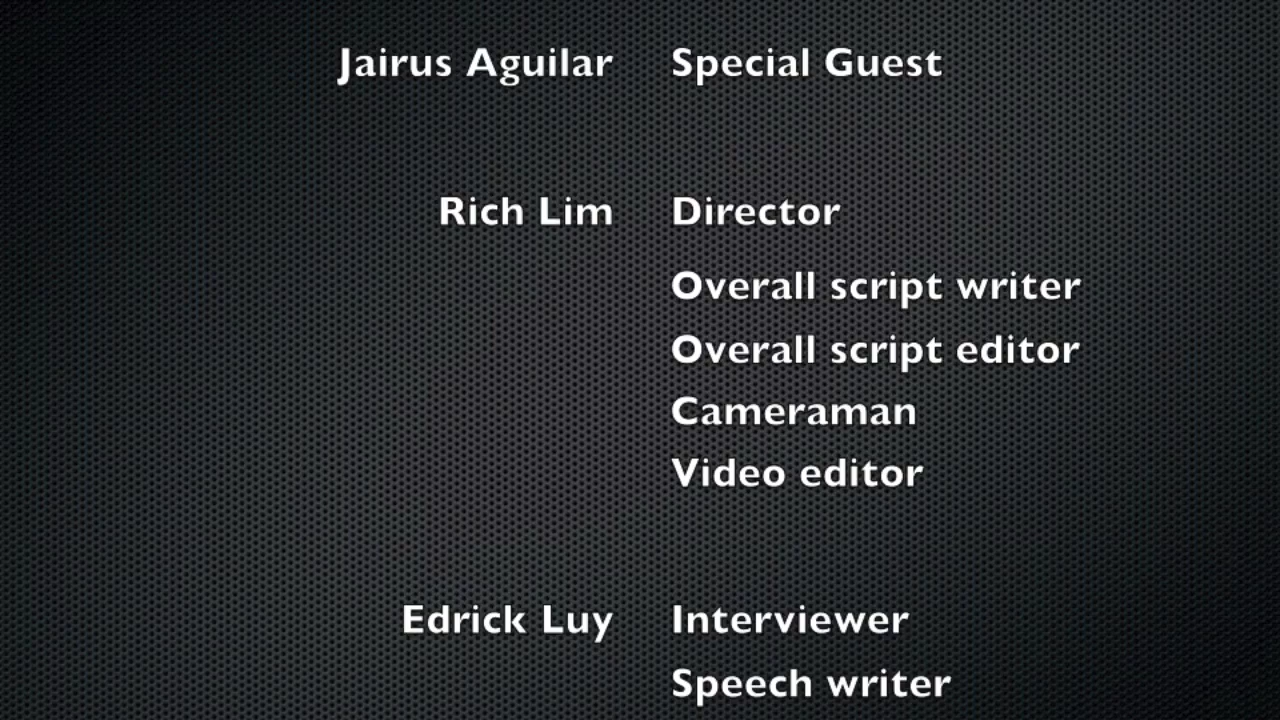 Jairus Aguilar Special Guest
Rich Lim Director
Overall script writer
Overall script editor
Cameraman
Video editor
Edrick Luy Interviewer
Speech writer